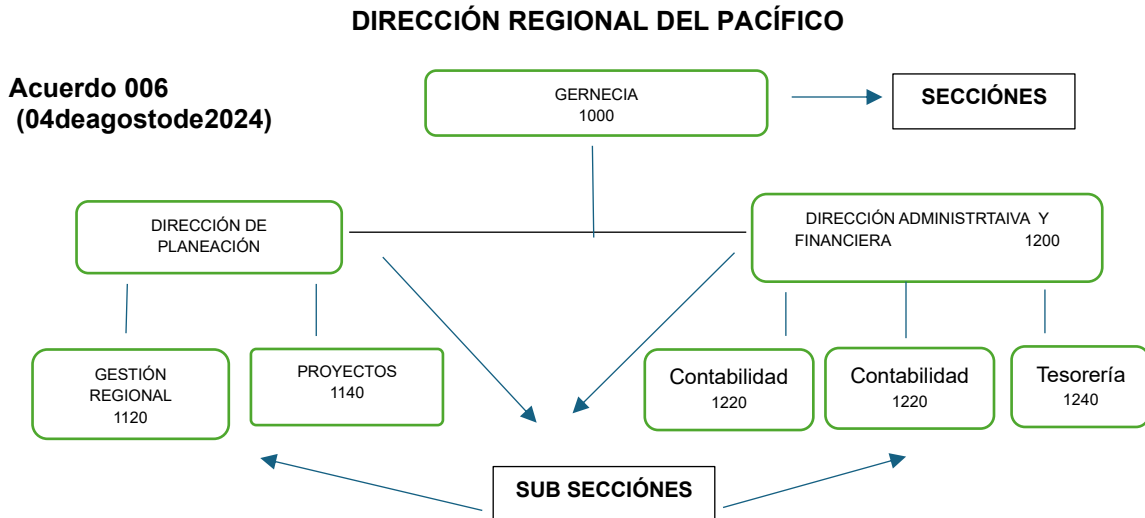 DIRECCIÓN REGIONAL DEL PACÍFICO
Acuerdo 006
(04deagostode2024)
GERNECIA
1000
SECCIÓNES
DIRECCIÓN DE
PLANEACIÓN
DIRECCIÓN ADMINISTRTAIVA Y
FINANCIERA 1200
GESTIÓN
REGIONAL
1120
PROYECTOS
1140
Contabilidad
1220
Contabilidad
1220
Tesorería
1240
SUB SECCIÓNES